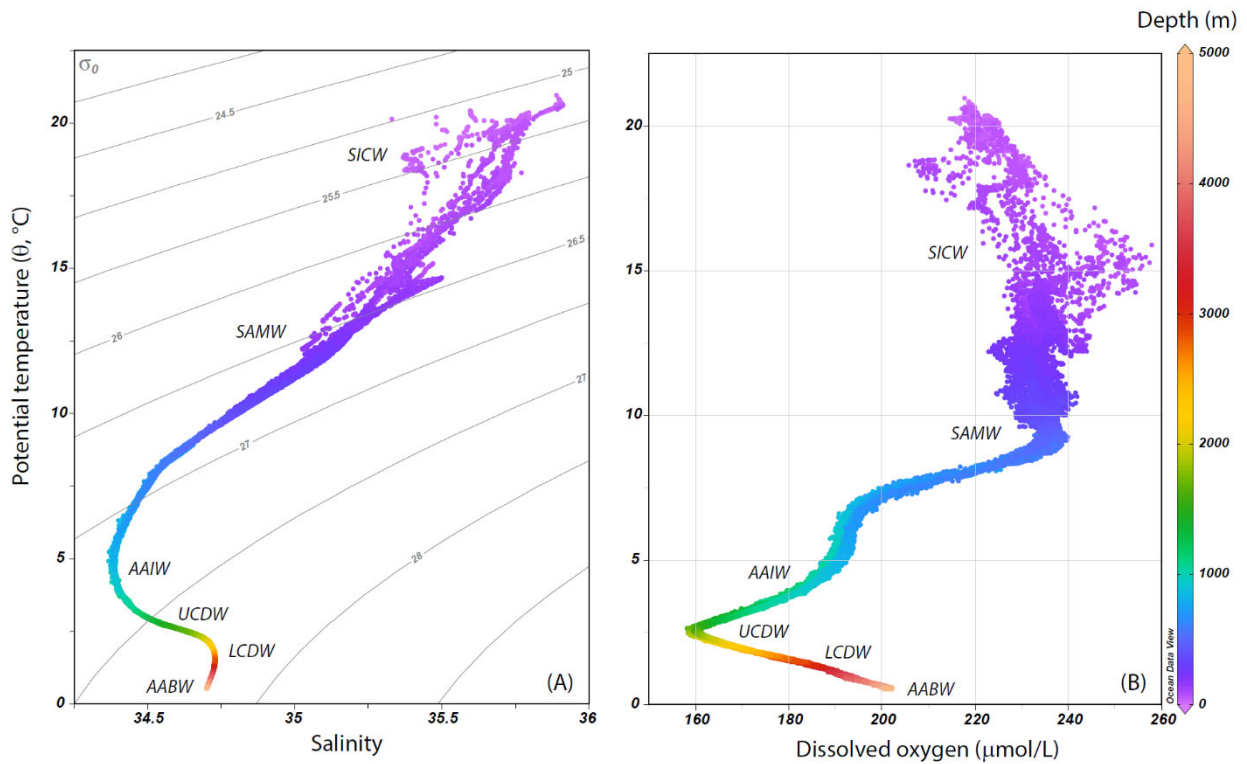 Depth (m)
σ₀
24.5
25
25.5
26
26.5
27
27
28
20
15
10
5
0
34.5
35
35.5
36
Potential temperature (θ, °C)
Salinity
SICW
SAMW
AAIW
UCDW
LCDW
AABW
(A)
20
15
10
5
0
160
180
200
220
240
260
Dissolved oxygen (μmol/L)
SICW
SAMW
AAIW
UCDW
LCDW
AABW
(B)
Ocean Data View
5000
4000
3000
2000
1000
0